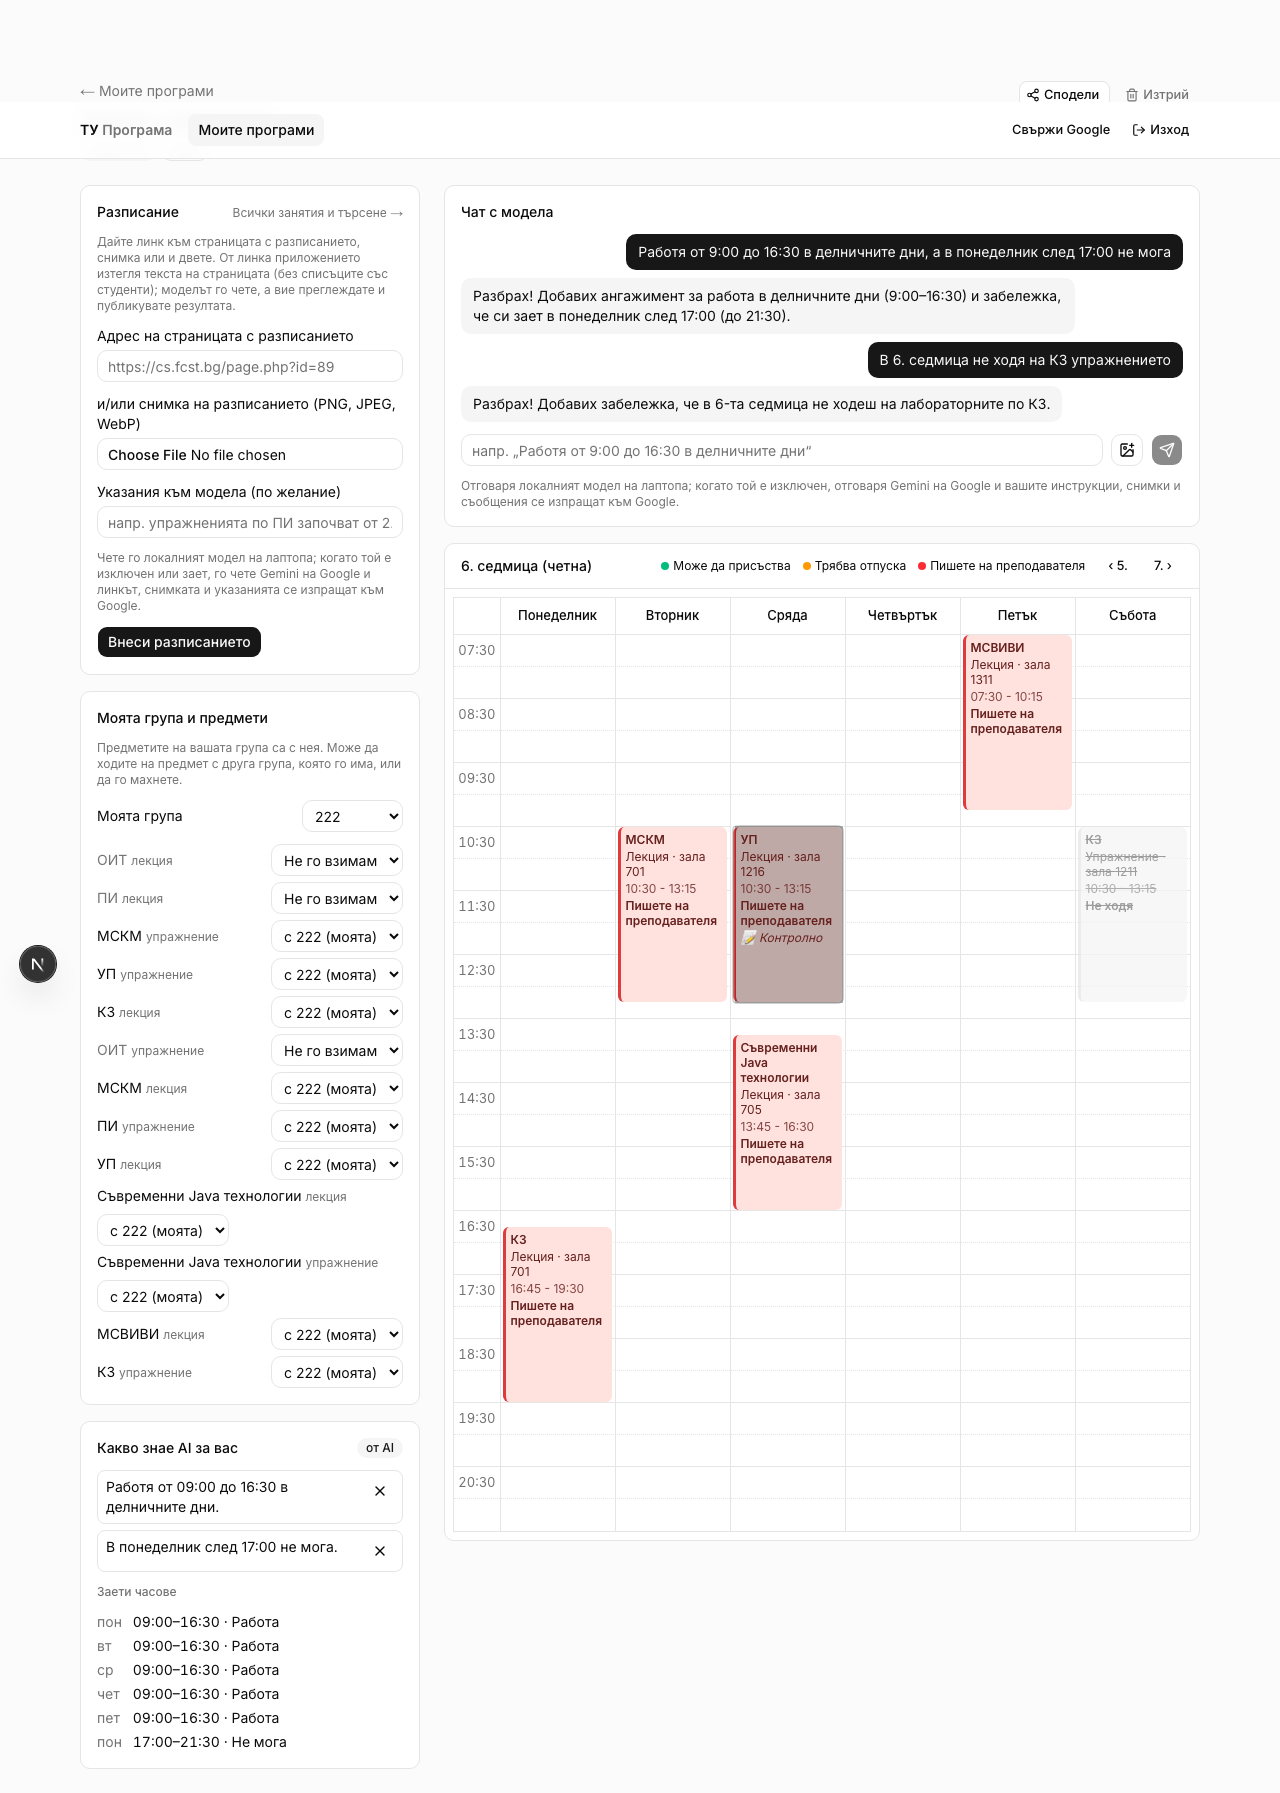 ← Моите програми
Сподели
Изтрий
ТУ Програма
Моите програми
Свържи Google
Изход
Разписание
Всички занятия и търсене →
Дайте линк към страницата с разписанието,
снимка или и двете. От линка приложението
изтегля текста на страницата (без списъците със
студенти); моделът го чете, а вие преглеждате и
публикувате резултата.
Адрес на страницата с разписанието
https://cs.fcst.bg/page.php?id=89
и/или снимка на разписанието (PNG, JPEG,
WebP)
Choose File No file chosen
Указания към модела (по желание)
напр. упражненията по ПИ започват от 2.
Чете го локалният модел на лаптопа; когато той е
изключен или зает, го чете Gemini на Google и
линкът, снимката и указанията се изпращат към
Google.
Внеси разписанието
Моята група и предмети
Предметите на вашата група са с нея. Може да
ходите на предмет с друга група, която го има, или
да го махнете.
Моята група
222
ОИТ лекция
Не го взимам
ПИ лекция
Не го взимам
МСКМ упражнение
с 222 (моята)
УП упражнение
с 222 (моята)
КЗ лекция
с 222 (моята)
ОИТ упражнение
Не го взимам
МСКМ лекция
с 222 (моята)
ПИ упражнение
с 222 (моята)
УП лекция
с 222 (моята)
Съвременни Java технологии лекция
с 222 (моята)
Съвременни Java технологии упражнение
с 222 (моята)
МСВИВИ лекция
с 222 (моята)
КЗ упражнение
с 222 (моята)
Какво знае AI за вас
от AI
Работя от 09:00 до 16:30 в
делничните дни.
В понеделник след 17:00 не мога.
Заети часове
пон 09:00–16:30 · Работа
вт 09:00–16:30 · Работа
ср 09:00–16:30 · Работа
чет 09:00–16:30 · Работа
пет 09:00–16:30 · Работа
пон 17:00–21:30 · Не мога
Чат с модела
Работя от 9:00 до 16:30 в делничните дни, а в понеделник след 17:00 не мога
Разбрах! Добавих ангажимент за работа в делничните дни (9:00–16:30) и забележка,
че си зает в понеделник след 17:00 (до 21:30).
В 6. седмица не ходя на КЗ упражнението
Разбрах! Добавих забележка, че в 6-та седмица не ходеш на лабораторните по КЗ.
напр. „Работя от 9:00 до 16:30 в делничните дни“
Отговаря локалният модел на лаптопа; когато той е изключен, отговаря Gemini на Google и вашите инструкции, снимки и
съобщения се изпращат към Google.
6. седмица (четна)
Може да присъства
Трябва отпуска
Пишете на преподавателя
‹ 5.
7. ›
Понеделник
Вторник
Сряда
Четвъртък
Петък
Събота
07:30
08:30
09:30
10:30
11:30
12:30
13:30
14:30
15:30
16:30
17:30
18:30
19:30
20:30
КЗ
Лекция · зала
701
16:45 - 19:30
Пишете на
преподавателя
МСКМ
Лекция · зала
701
10:30 - 13:15
Пишете на
преподавателя
УП
Лекция · зала
1216
10:30 - 13:15
Пишете на
преподавателя
📝 Контролно
Съвременни
Java
технологии
Лекция · зала
705
13:45 - 16:30
Пишете на
преподавателя
МСВИВИ
Лекция · зала
1311
07:30 - 10:15
Пишете на
преподавателя
КЗ
Упражнение ·
зала 1211
10:30 - 13:15
Не ходя